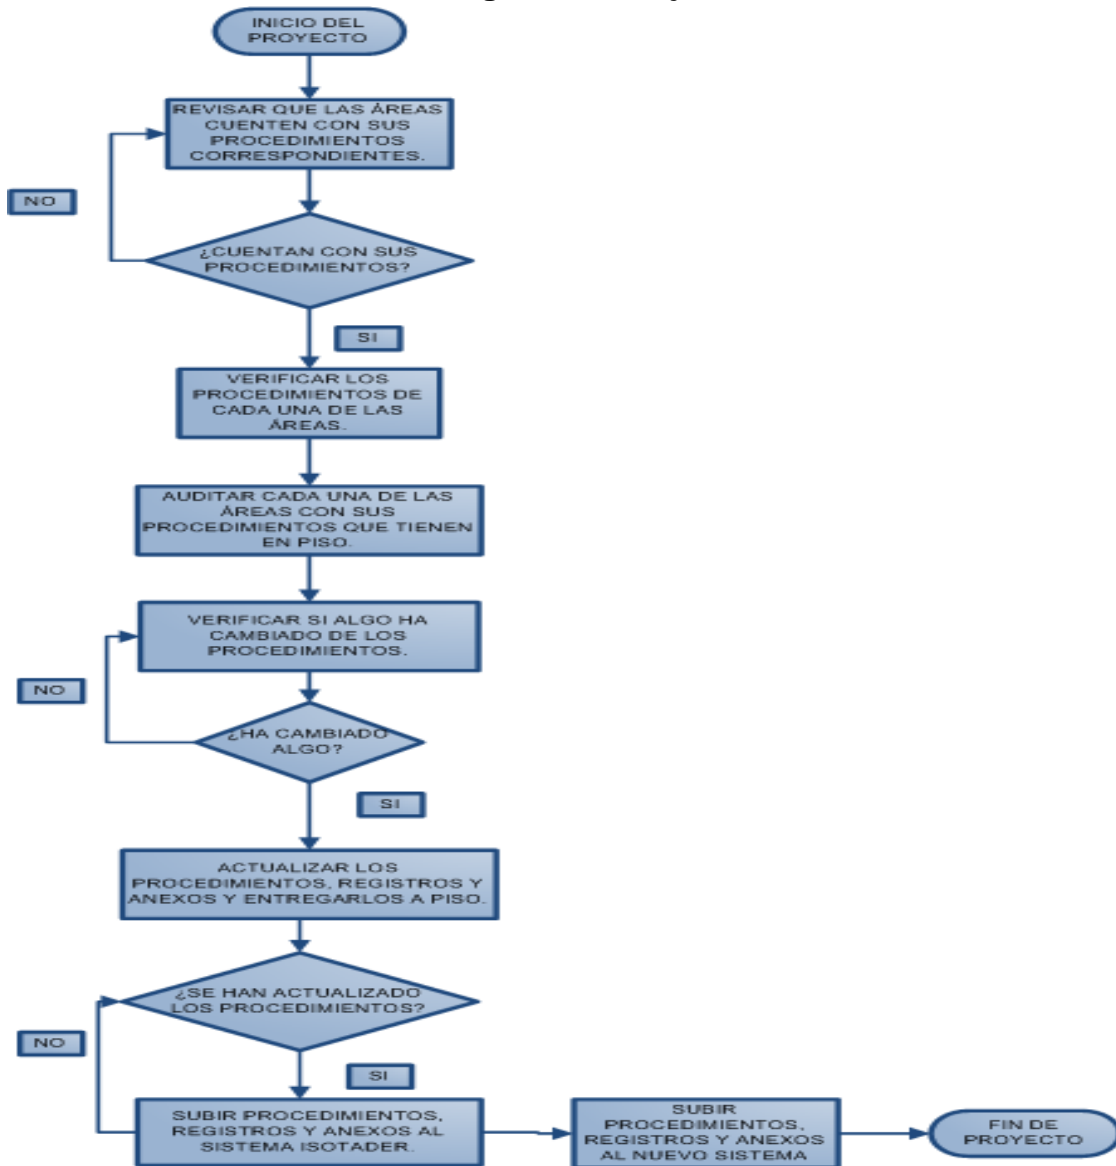 INICIO DEL
PROYECTO
REVISAR QUE LAS ÁREAS
CUENTEN CON SUS
PROCEDIMIENTOS
CORRESPONDIENTES.
NO
¿CUENTAN CON SUS
PROCEDIMIENTOS?
SI
VERIFICAR LOS
PROCEDIMIENTOS DE
CADA UNA DE LAS
ÁREAS.
AUDITAR CADA UNA DE LAS
ÁREAS CON SUS
PROCEDIMIENTOS QUE TIENEN
EN PISO.
VERIFICAR SI ALGO HA
CAMBIADO DE LOS
PROCEDIMIENTOS.
NO
¿HA CAMBIADO
ALGO?
SI
ACTUALIZAR LOS
PROCEDIMIENTOS, REGISTROS Y
ANEXOS Y ENTREGARLOS A PISO.
¿SE HAN ACTUALIZADO
LOS PROCEDIMIENTOS?
NO
SI
SUBIR PROCEDIMIENTOS,
REGISTROS Y ANEXOS AL
SISTEMA ISOTADER.
SUBIR
PROCEDIMIENTOS,
REGISTROS Y ANEXOS
AL NUEVO SISTEMA
FIN DE
PROYECTO